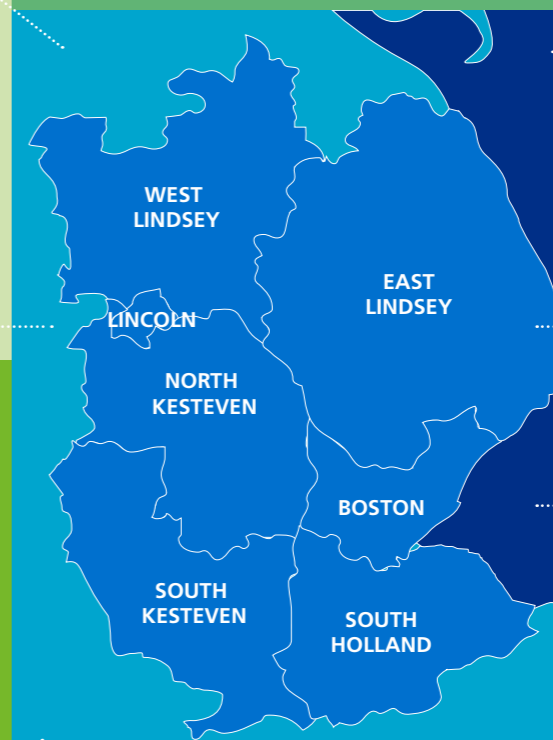 WEST
LINDSEY
EAST
LINDSEY
LINCOLN
NORTH
KESTEVEN
BOSTON
SOUTH
KESTEVEN
SOUTH
HOLLAND